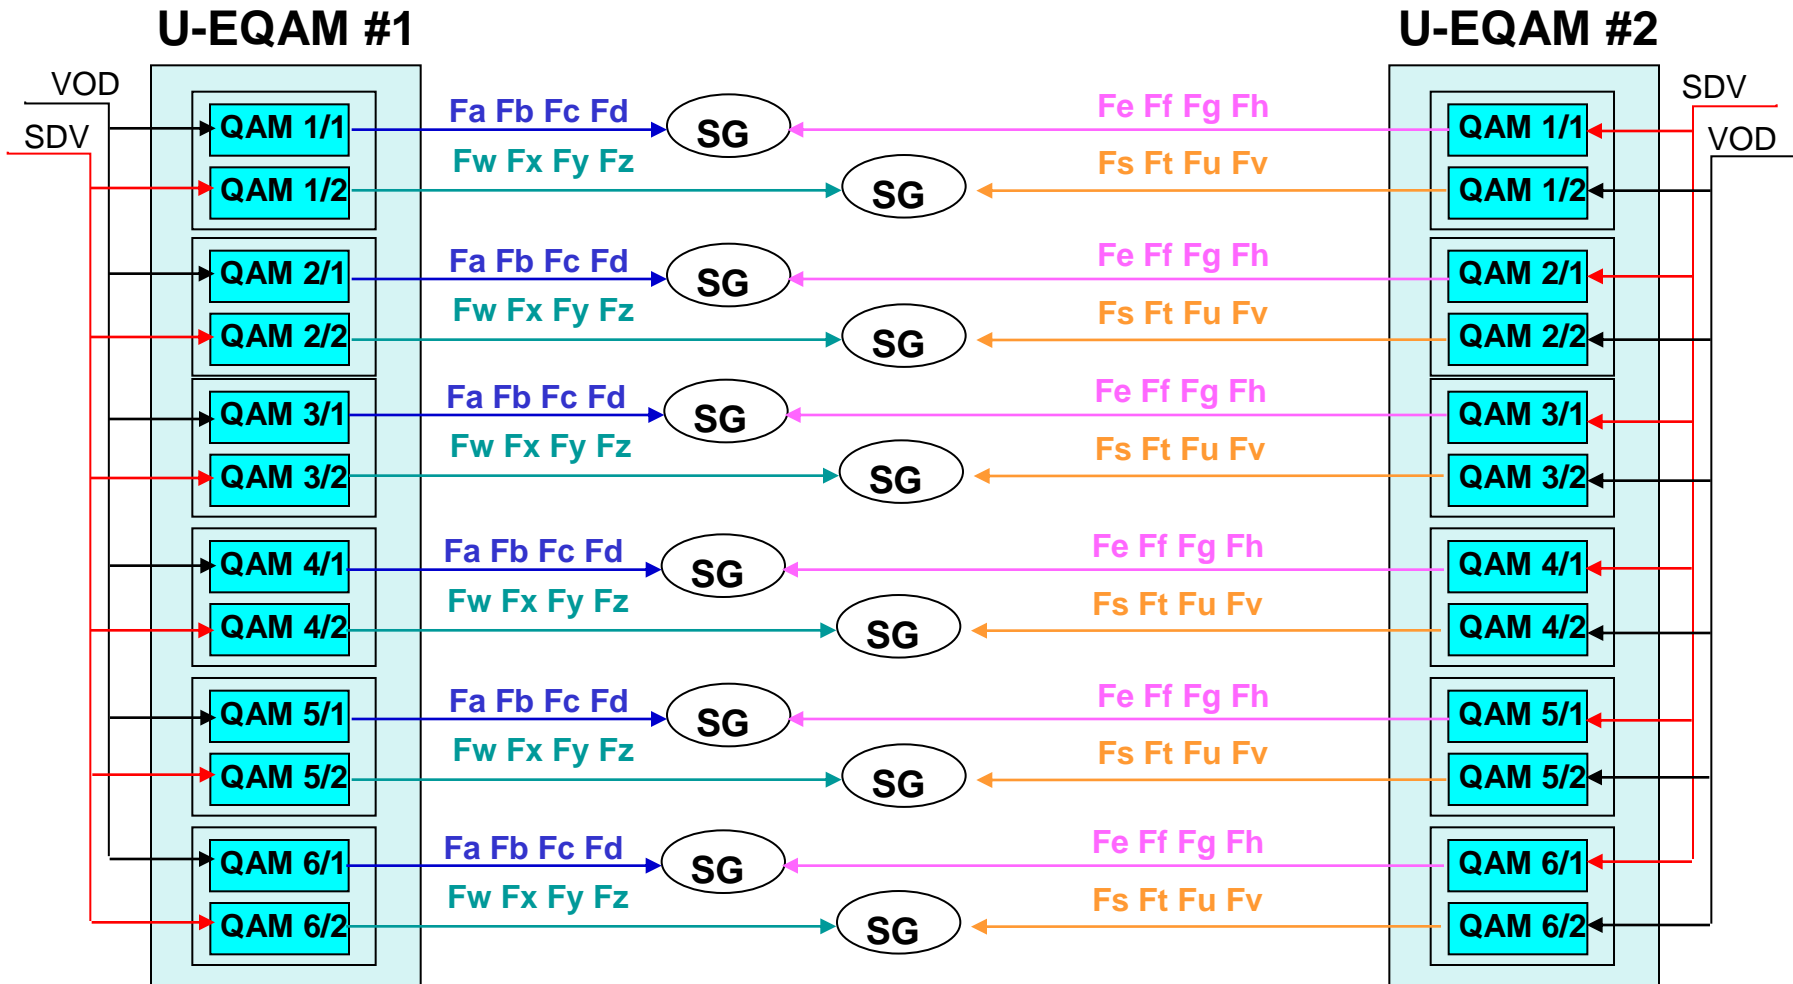 U-EQAM #1 U-EQAM #2
VOD SDV
SDV VOD
QAM 1/1 Fa Fb Fc Fd SG Fe Ff Fg Fh QAM 1/1
QAM 1/2 Fw Fx Fy Fz SG Fs Ft Fu Fv QAM 1/2
QAM 2/1 Fa Fb Fc Fd SG Fe Ff Fg Fh QAM 2/1
QAM 2/2 Fw Fx Fy Fz SG Fs Ft Fu Fv QAM 2/2
QAM 3/1 Fa Fb Fc Fd SG Fe Ff Fg Fh QAM 3/1
QAM 3/2 Fw Fx Fy Fz SG Fs Ft Fu Fv QAM 3/2
QAM 4/1 Fa Fb Fc Fd SG Fe Ff Fg Fh QAM 4/1
QAM 4/2 Fw Fx Fy Fz SG Fs Ft Fu Fv QAM 4/2
QAM 5/1 Fa Fb Fc Fd SG Fe Ff Fg Fh QAM 5/1
QAM 5/2 Fw Fx Fy Fz SG Fs Ft Fu Fv QAM 5/2
QAM 6/1 Fa Fb Fc Fd SG Fe Ff Fg Fh QAM 6/1
QAM 6/2 Fw Fx Fy Fz SG Fs Ft Fu Fv QAM 6/2